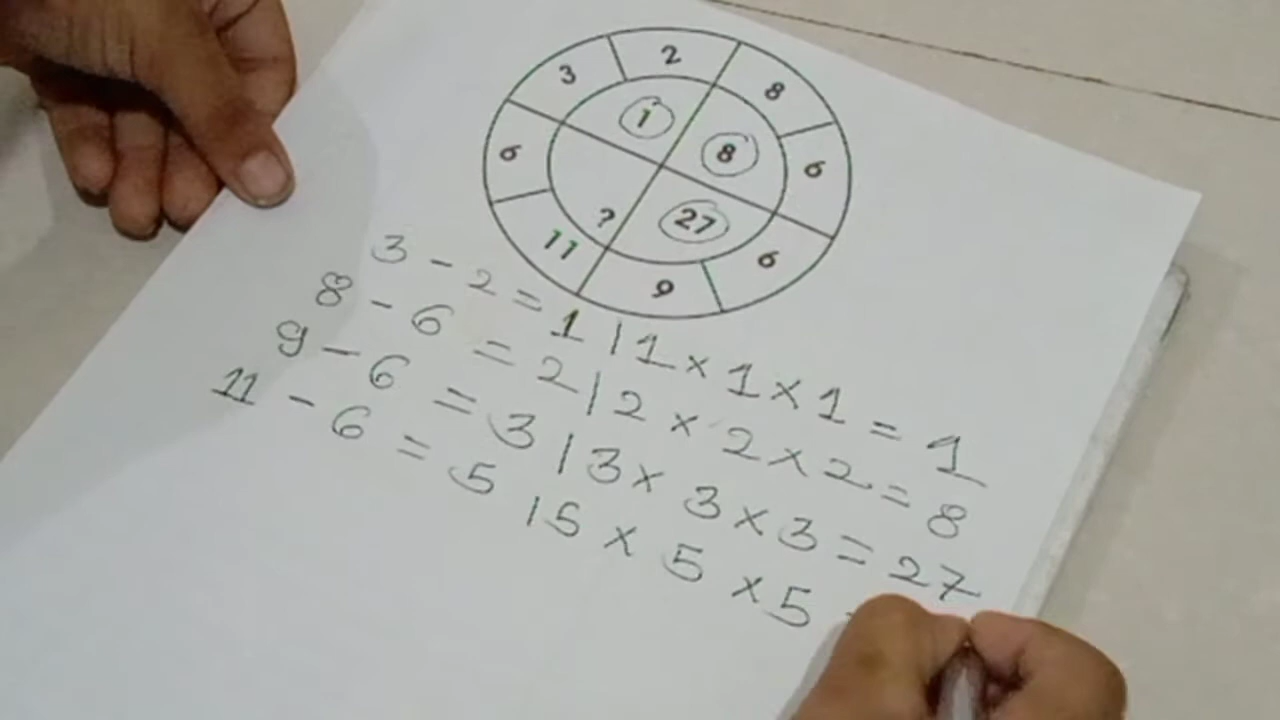 3 2 8
1
6 8 6
? 27
11 9 6
3 - 2 = 1 | 1 × 1 × 1 = 1
8 - 6 = 2 | 2 × 2 × 2 = 8
9 - 6 = 3 | 3 × 3 × 3 = 27
11 - 6 = 5 | 5 × 5 × 5